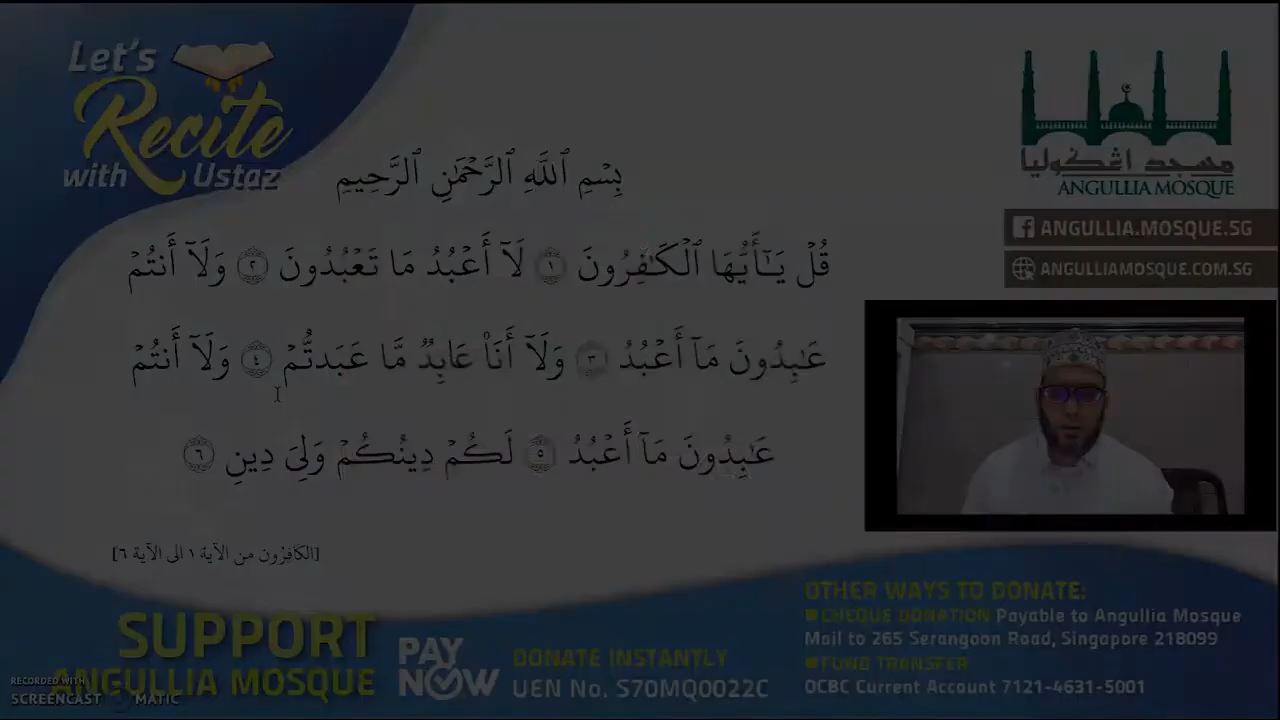 Let's
Recite
with Ustaz
بِسْمِ ٱللَّهِ ٱلرَّحْمَٰنِ ٱلرَّحِيمِ
قُلْ يَٰٓأَيُّهَا ٱلْكَٰفِرُونَ ١ لَآ أَعْبُدُ مَا تَعْبُدُونَ ٢ وَلَآ أَنتُمْ
عَٰبِدُونَ مَآ أَعْبُدُ ٣ وَلَآ أَنَا۠ عَابِدٌ مَّا عَبَدتُّمْ ٤ وَلَآ أَنتُمْ
عَٰبِدُونَ مَآ أَعْبُدُ ٥ لَكُمْ دِينُكُمْ وَلِىَ دِينِ ٦
[الكَافِرُون من الآية ١ الى الآية ٦]
مسجد اڠݢوليا
ANGULLIA MOSQUE
ANGULLIA.MOSQUE.SG
ANGULLIAMOSQUE.COM.SG
SUPPORT
ANGULLIA MOSQUE
PAY
NOW
DONATE INSTANTLY
UEN No. S70MQ0022C
OTHER WAYS TO DONATE:
CHEQUE DONATION Payable to Angullia Mosque
Mail to 265 Serangoon Road, Singapore 218099
FUND TRANSFER
OCBC Current Account 7121-4631-5001
RECORDED WITH
SCREENCAST MATIC